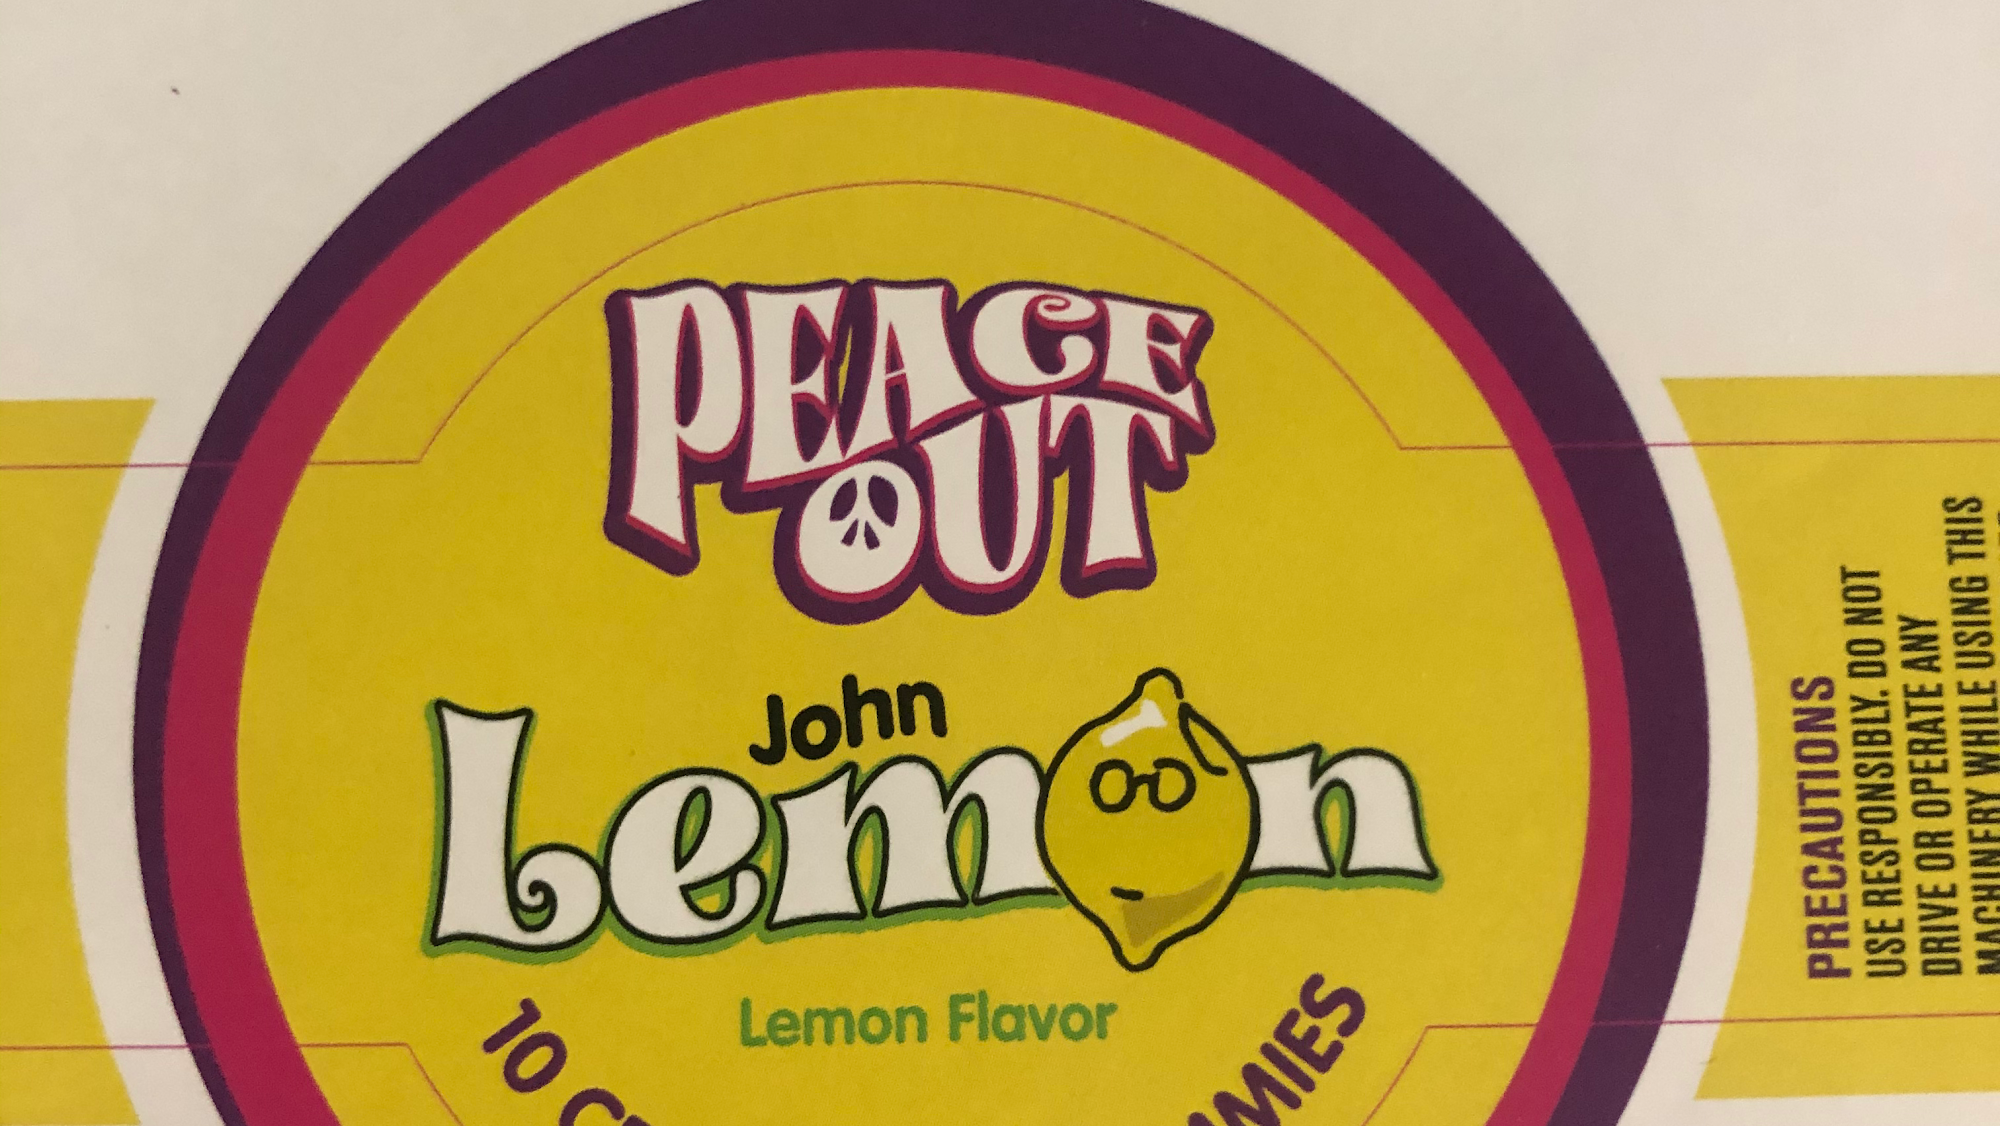 PEACE
OUT
John
Lemon
Lemon Flavor
10
PRECAUTIONS
USE RESPONSIBLY. DO NOT
DRIVE OR OPERATE ANY
MACHINERY WHILE USING THIS